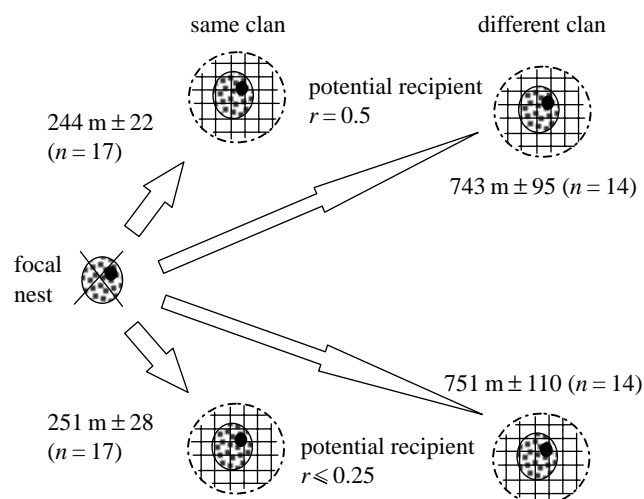 same clan
different clan
potential recipient
r = 0.5
244 m ± 22
(n = 17)
743 m ± 95 (n = 14)
focal
nest
751 m ± 110 (n = 14)
251 m ± 28
(n = 17)
potential recipient
r ⩽ 0.25